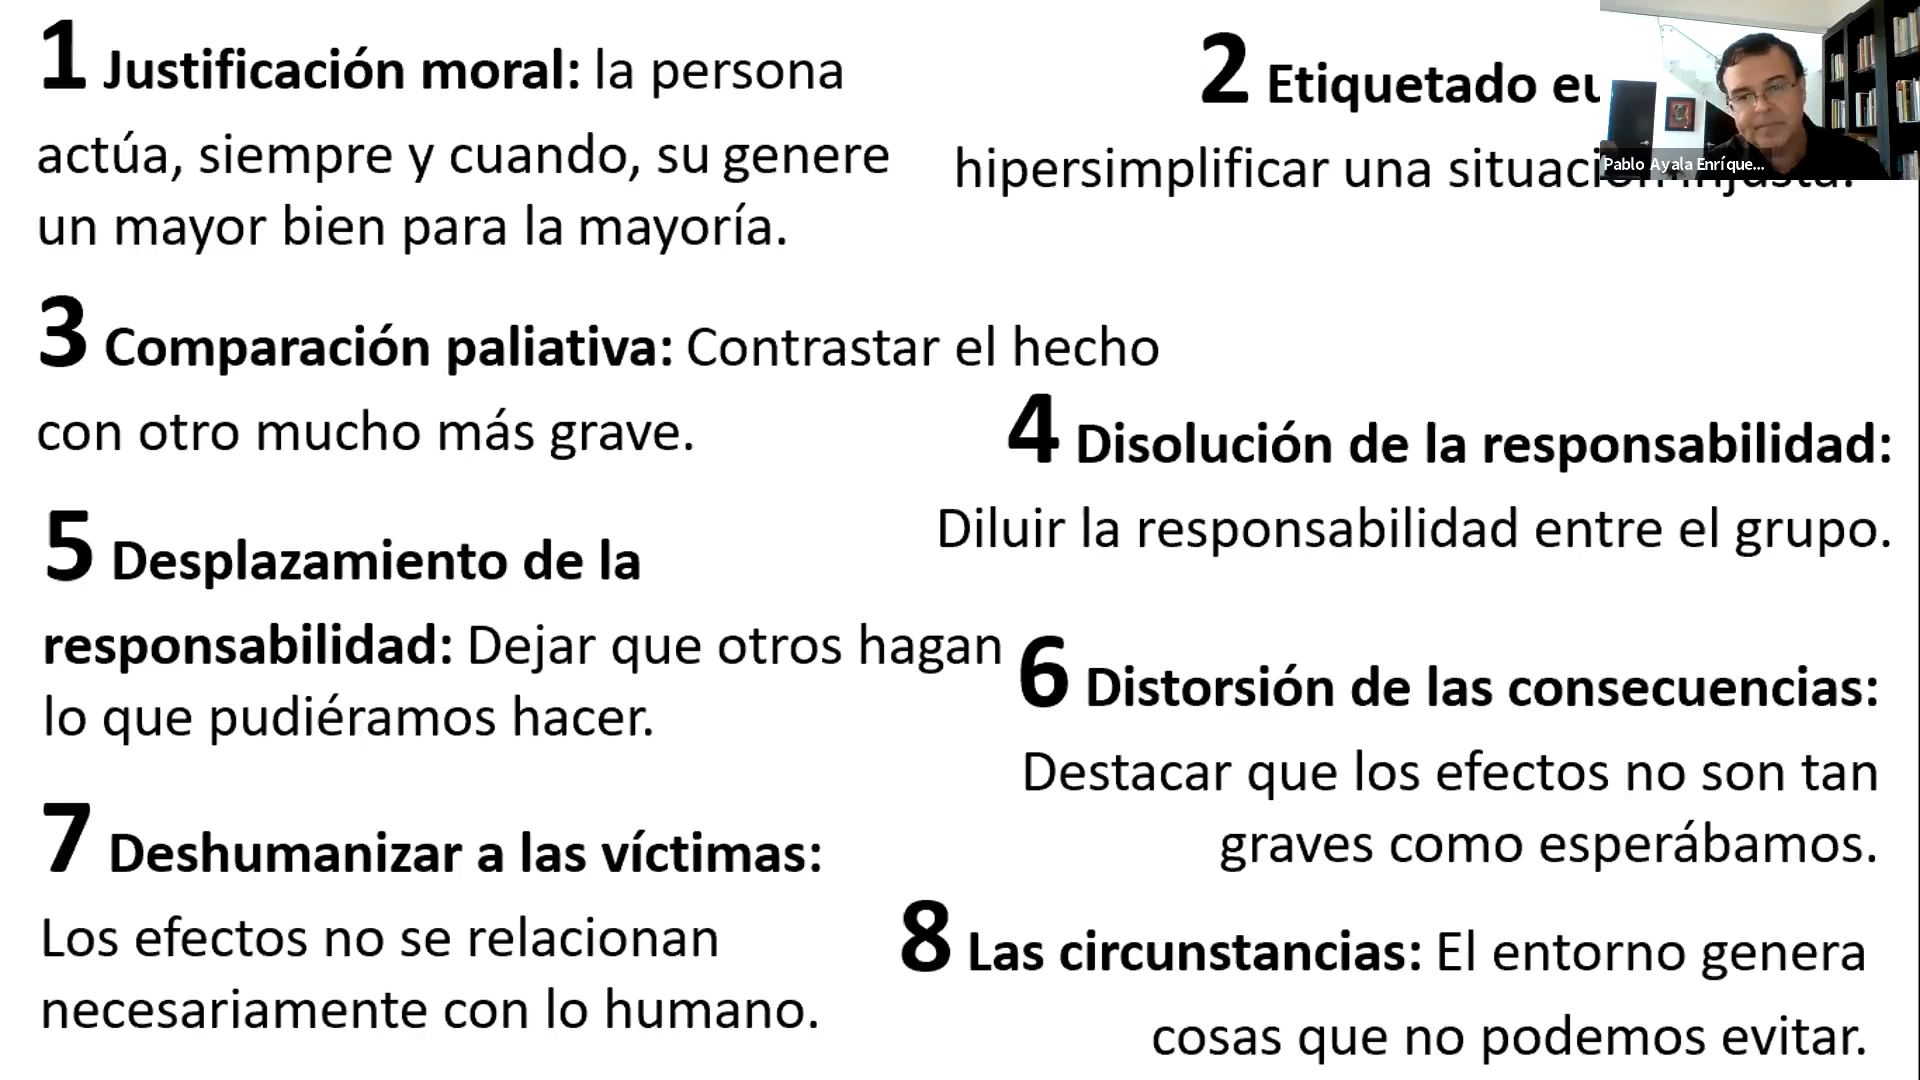 1 Justificación moral: la persona
actúa, siempre y cuando, su genere
un mayor bien para la mayoría.
2 Etiquetado
hipersimplificar una situación injusta.
3 Comparación paliativa: Contrastar el hecho
con otro mucho más grave.
4 Disolución de la responsabilidad:
Diluir la responsabilidad entre el grupo.
5 Desplazamiento de la
responsabilidad: Dejar que otros hagan
lo que pudiéramos hacer.
6 Distorsión de las consecuencias:
Destacar que los efectos no son tan
graves como esperábamos.
7 Deshumanizar a las víctimas:
Los efectos no se relacionan
necesariamente con lo humano.
8 Las circunstancias: El entorno genera
cosas que no podemos evitar.
Pablo Ayala Enríque...